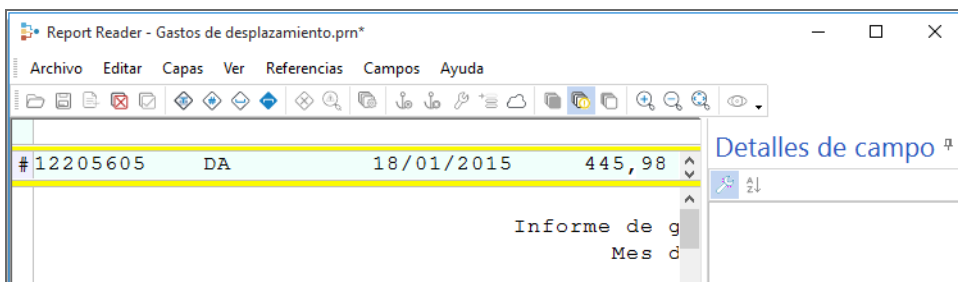 Report Reader - Gastos de desplazamiento.prn*
Archivo Editar Capas Ver Referencias Campos Ayuda
#12205605 DA 18/01/2015 445,98
Detalles de campo
Informe de g
Mes d